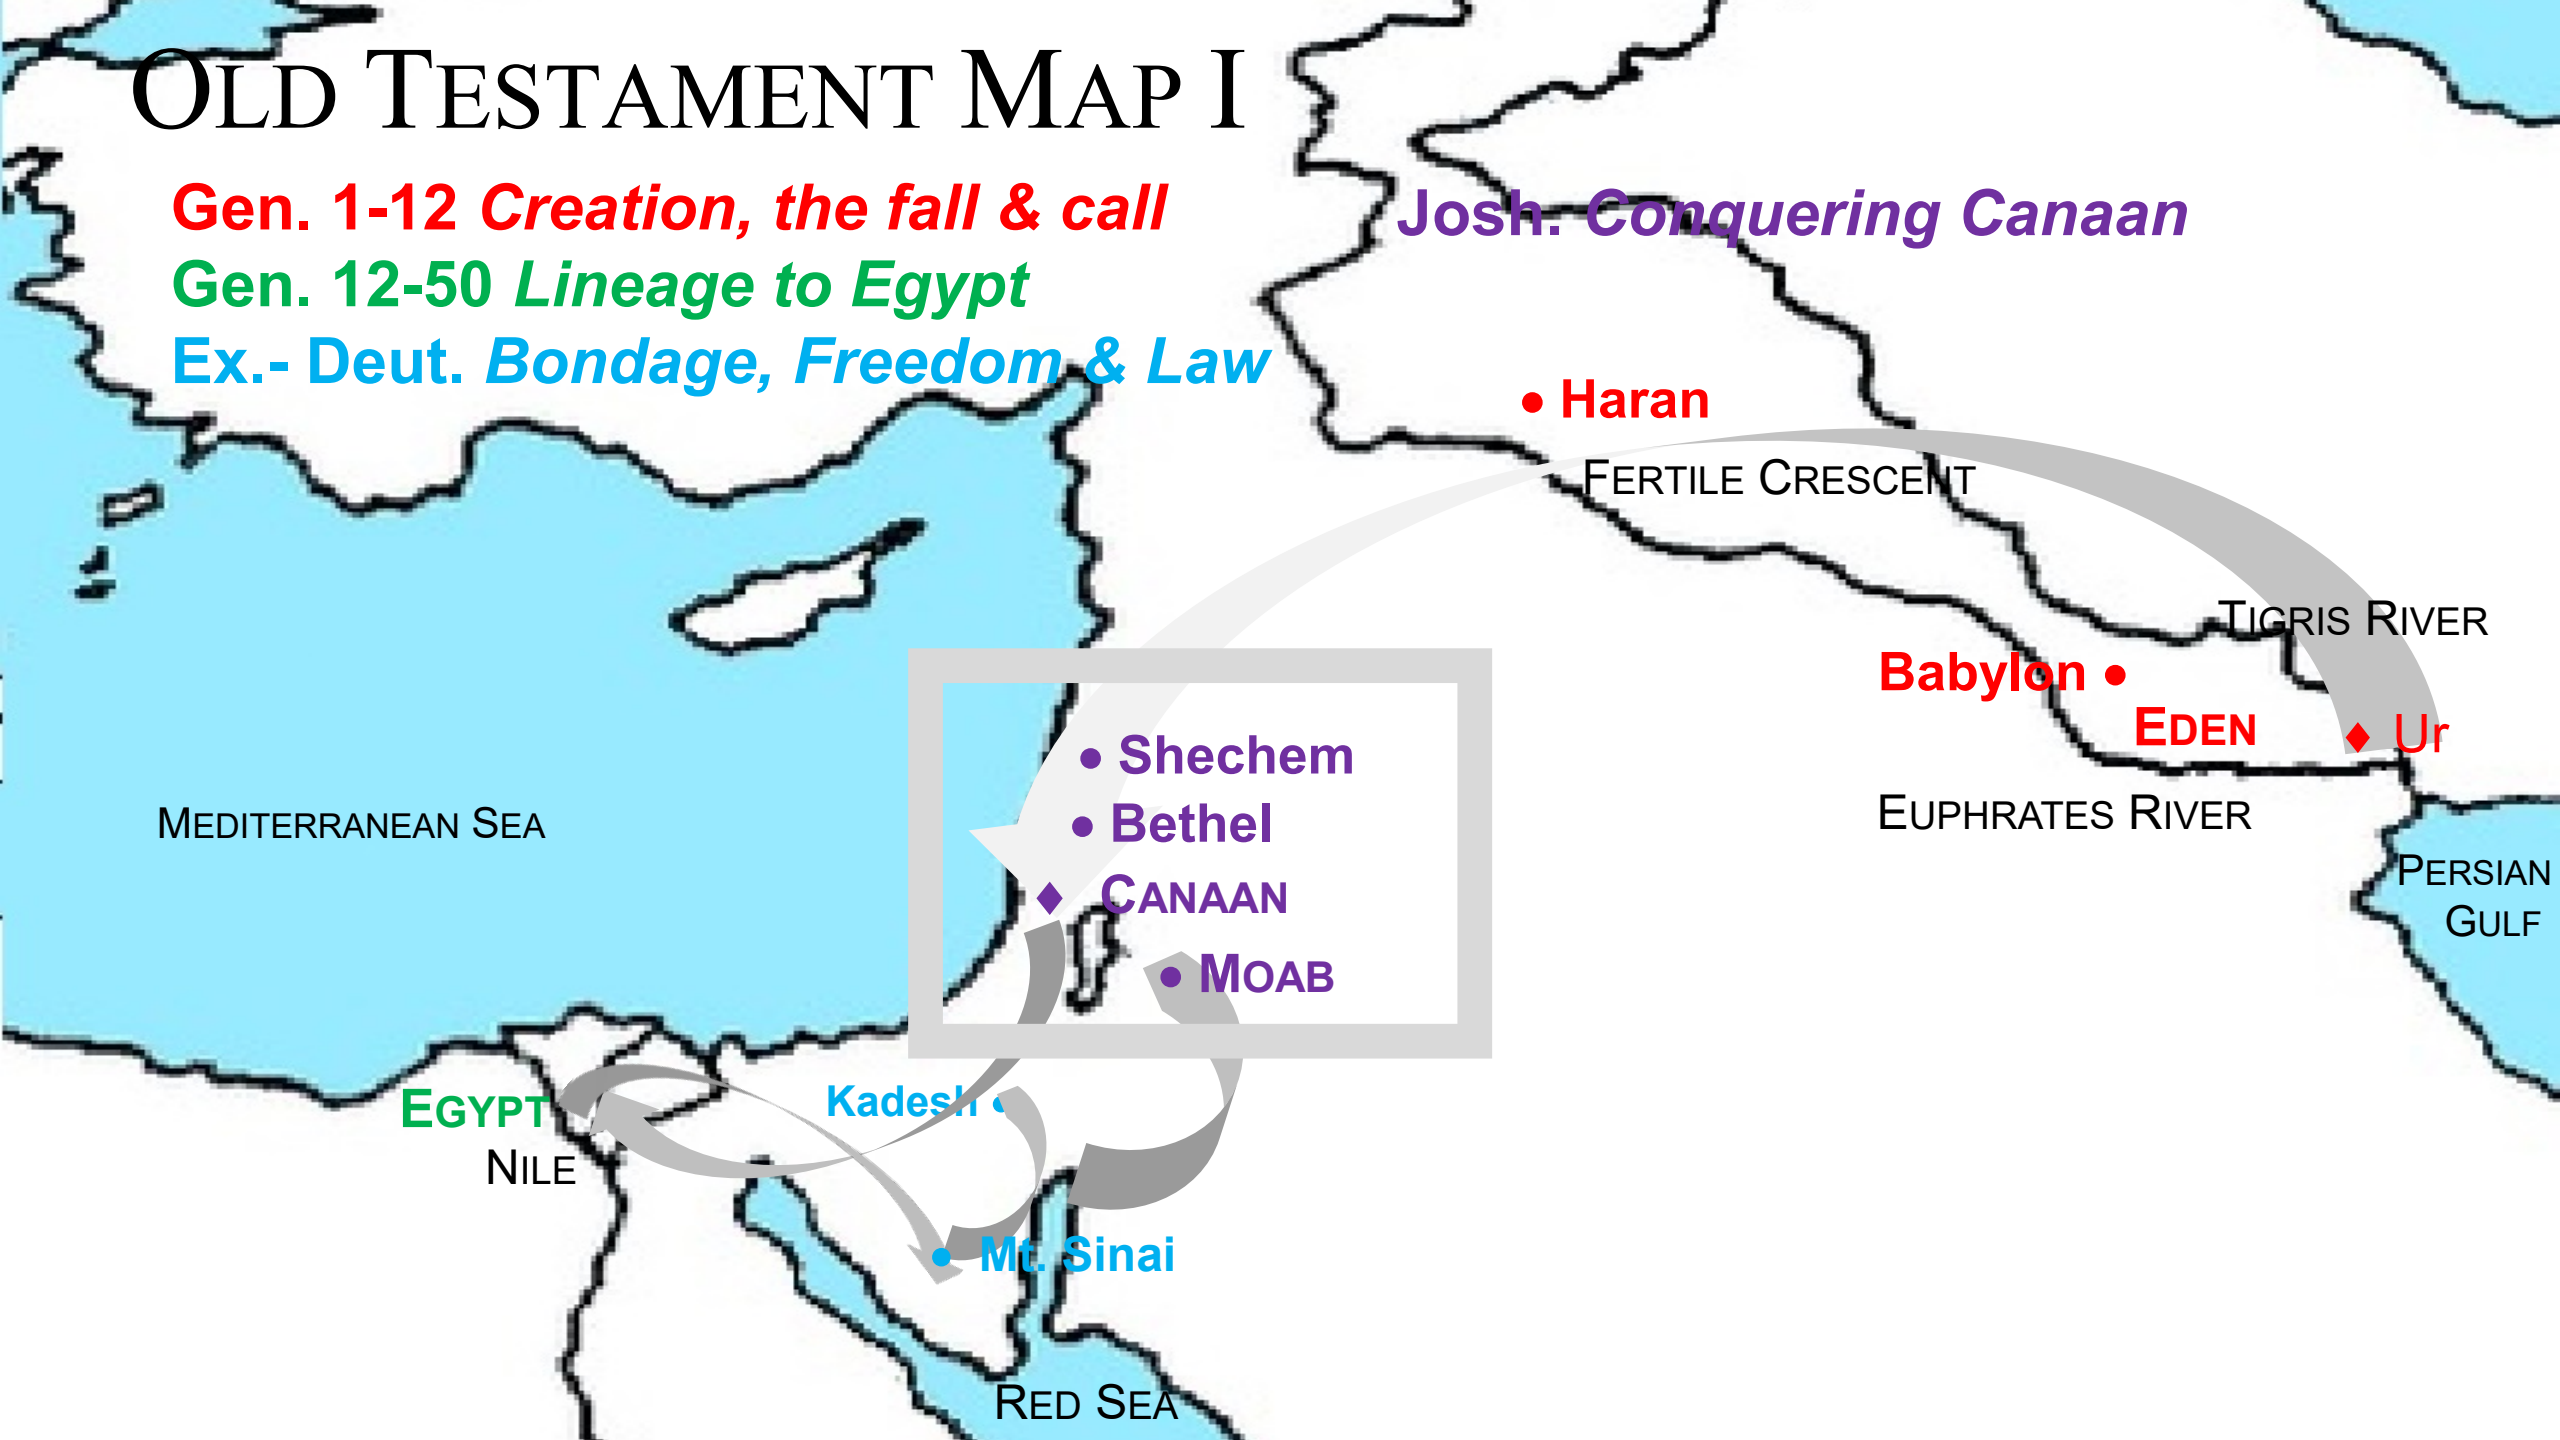 OLD TESTAMENT MAP I
Gen. 1-12 Creation, the fall & call
Gen. 12-50 Lineage to Egypt
Ex.- Deut. Bondage, Freedom & Law
Josh. Conquering Canaan
• Haran
FERTILE CRESCENT
TIGRIS RIVER
Babylon •
EDEN
♦ Ur
EUPHRATES RIVER
PERSIAN
GULF
MEDITERRANEAN SEA
• Shechem
• Bethel
♦ CANAAN
• MOAB
Kadesh •
EGYPT
NILE
• Mt. Sinai
RED SEA